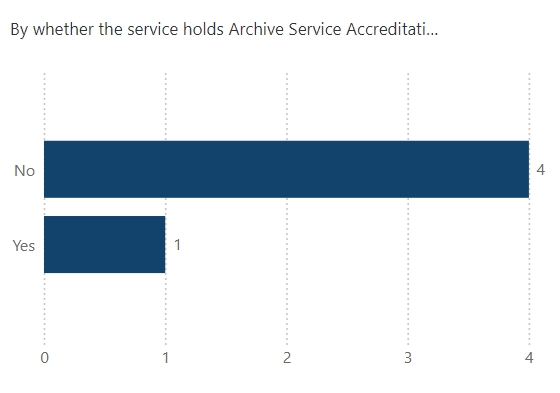 By whether the service holds Archive Service Accreditati...
No 4
Yes 1
0 1 2 3 4